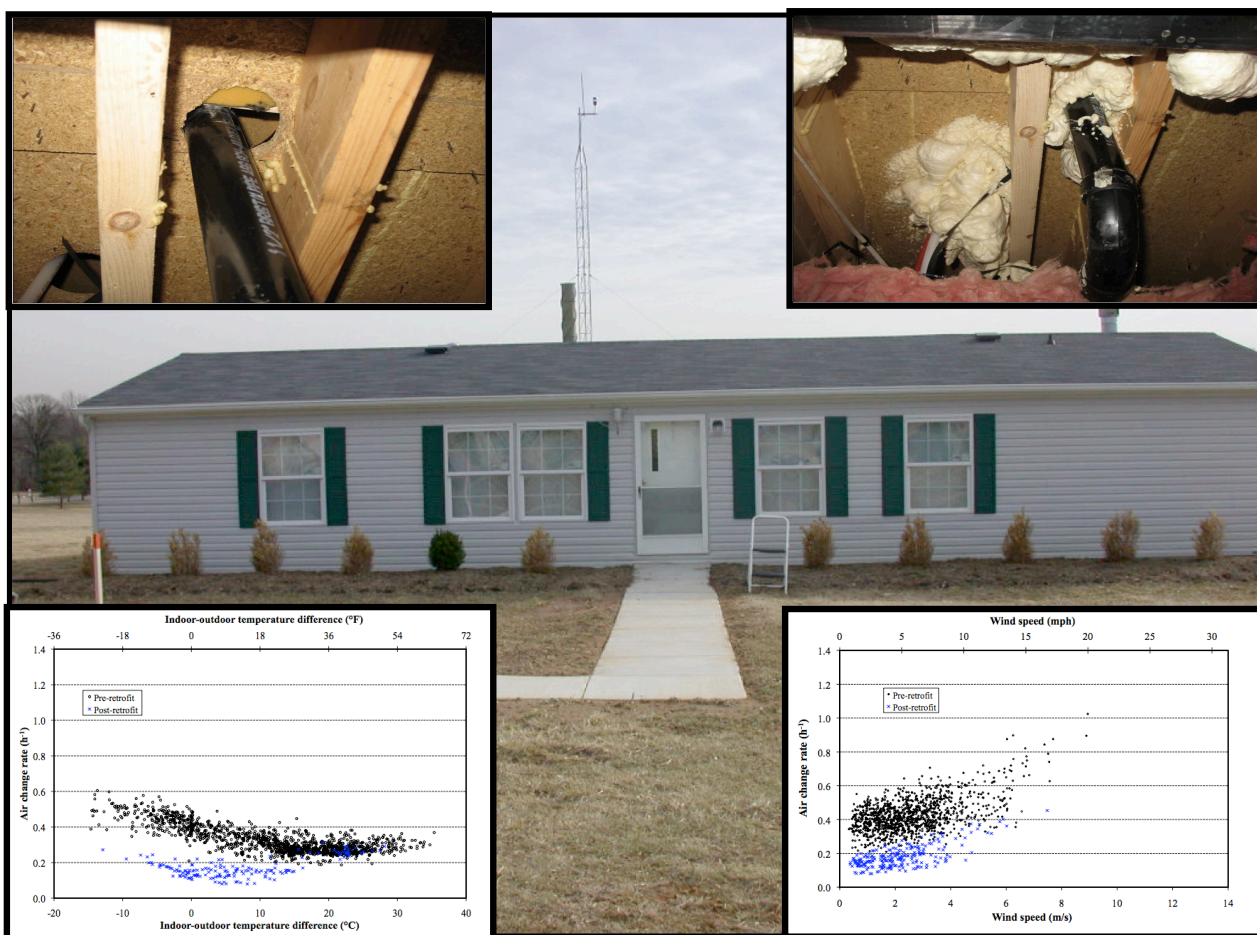 Indoor-outdoor temperature difference (°F)
-36 -18 0 18 36 54 72
1.4
1.2
1.0
0.8
0.6
0.4
0.2
0.0
Air change rate (h⁻¹)
Pre-retrofit
Post-retrofit
-20 -10 0 10 20 30 40
Indoor-outdoor temperature difference (°C)
Wind speed (mph)
0 5 10 15 20 25 30
1.4
1.2
1.0
0.8
0.6
0.4
0.2
0.0
Air change rate (h⁻¹)
Pre-retrofit
Post-retrofit
0 2 4 6 8 10 12 14
Wind speed (m/s)